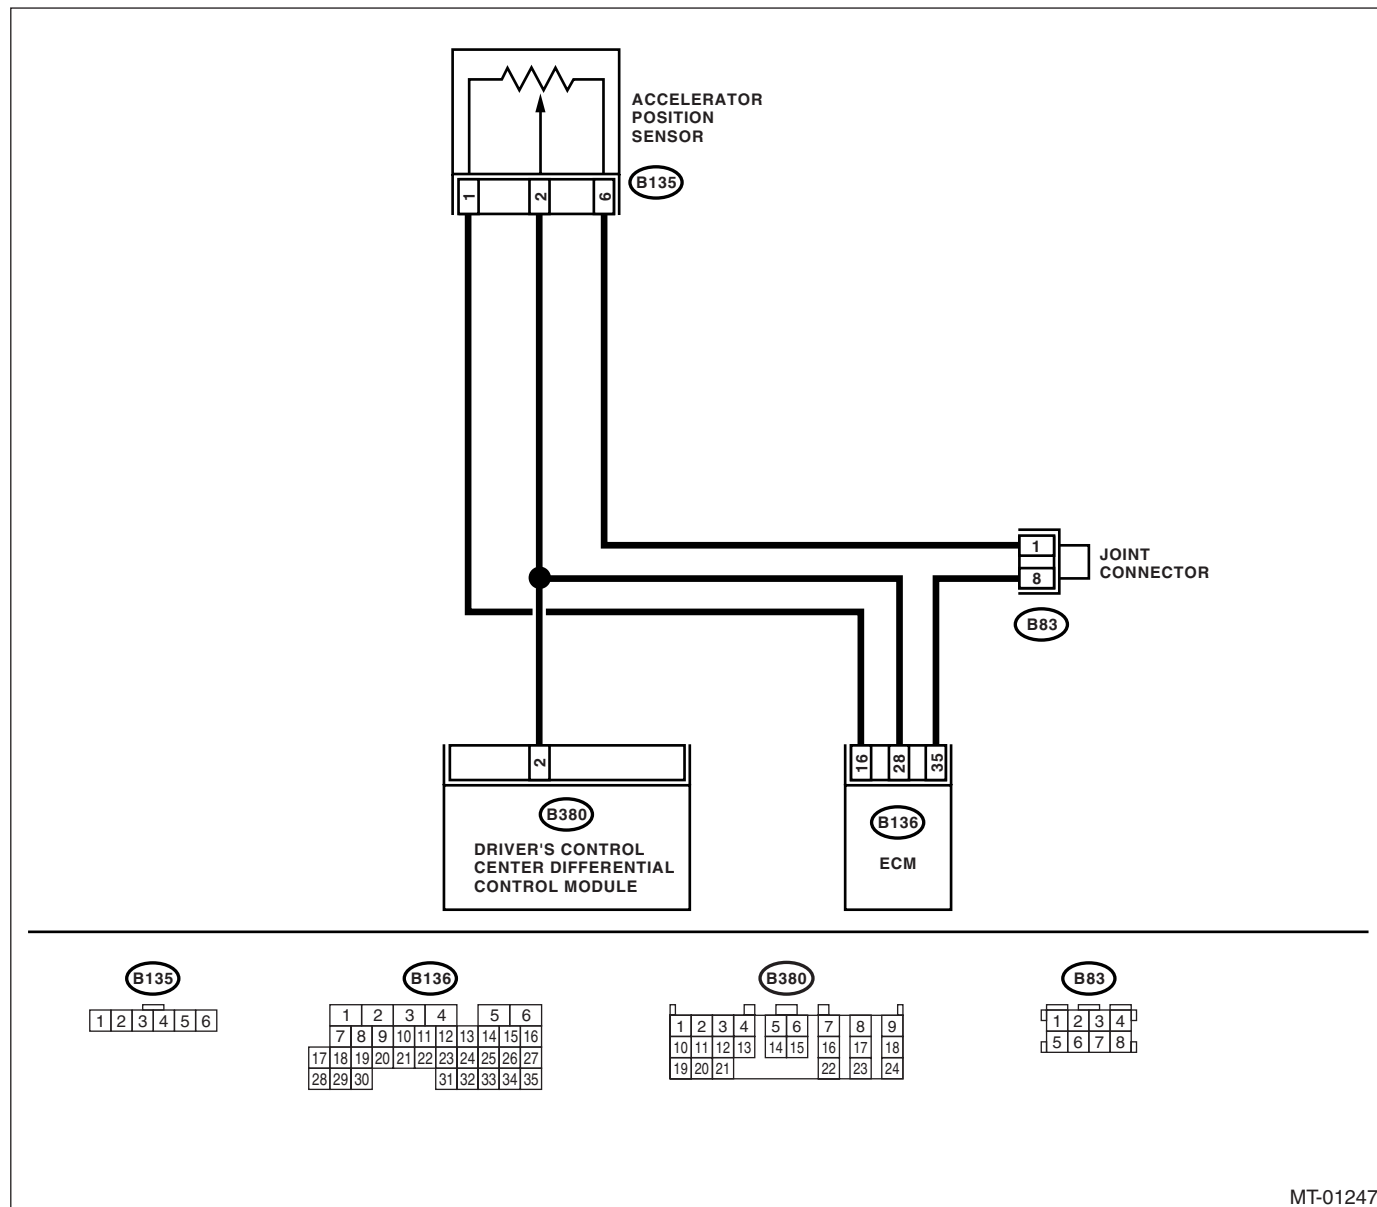 ACCELERATOR
POSITION
SENSOR
B135
1 2 6
1
8
JOINT
CONNECTOR
B83
2
16 28 35
B380
DRIVER'S CONTROL
CENTER DIFFERENTIAL
CONTROL MODULE
B136
ECM
B135
1 2 3 4 5 6
B136
1 2 3 4 5 6
7 8 9 10 11 12 13 14 15 16
17 18 19 20 21 22 23 24 25 26 27
28 29 30 31 32 33 34 35
B380
1 2 3 4 5 6 7 8 9
10 11 12 13 14 15 16 17 18
19 20 21 22 23 24
B83
1 2 3 4
5 6 7 8
MT-01247